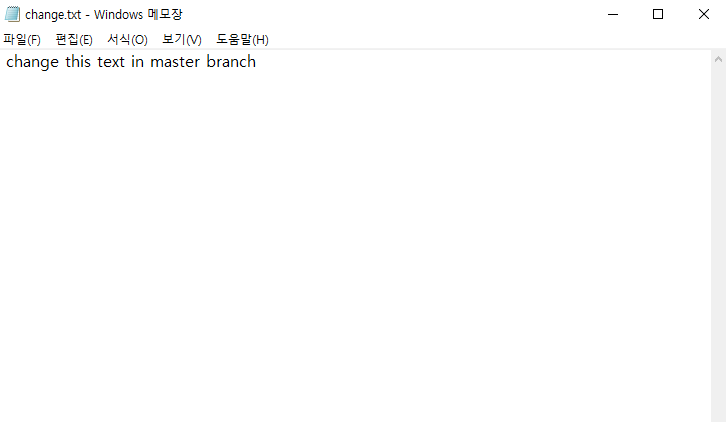 change.txt - Windows 메모장
파일(F) 편집(E) 서식(O) 보기(V) 도움말(H)
change this text in master branch